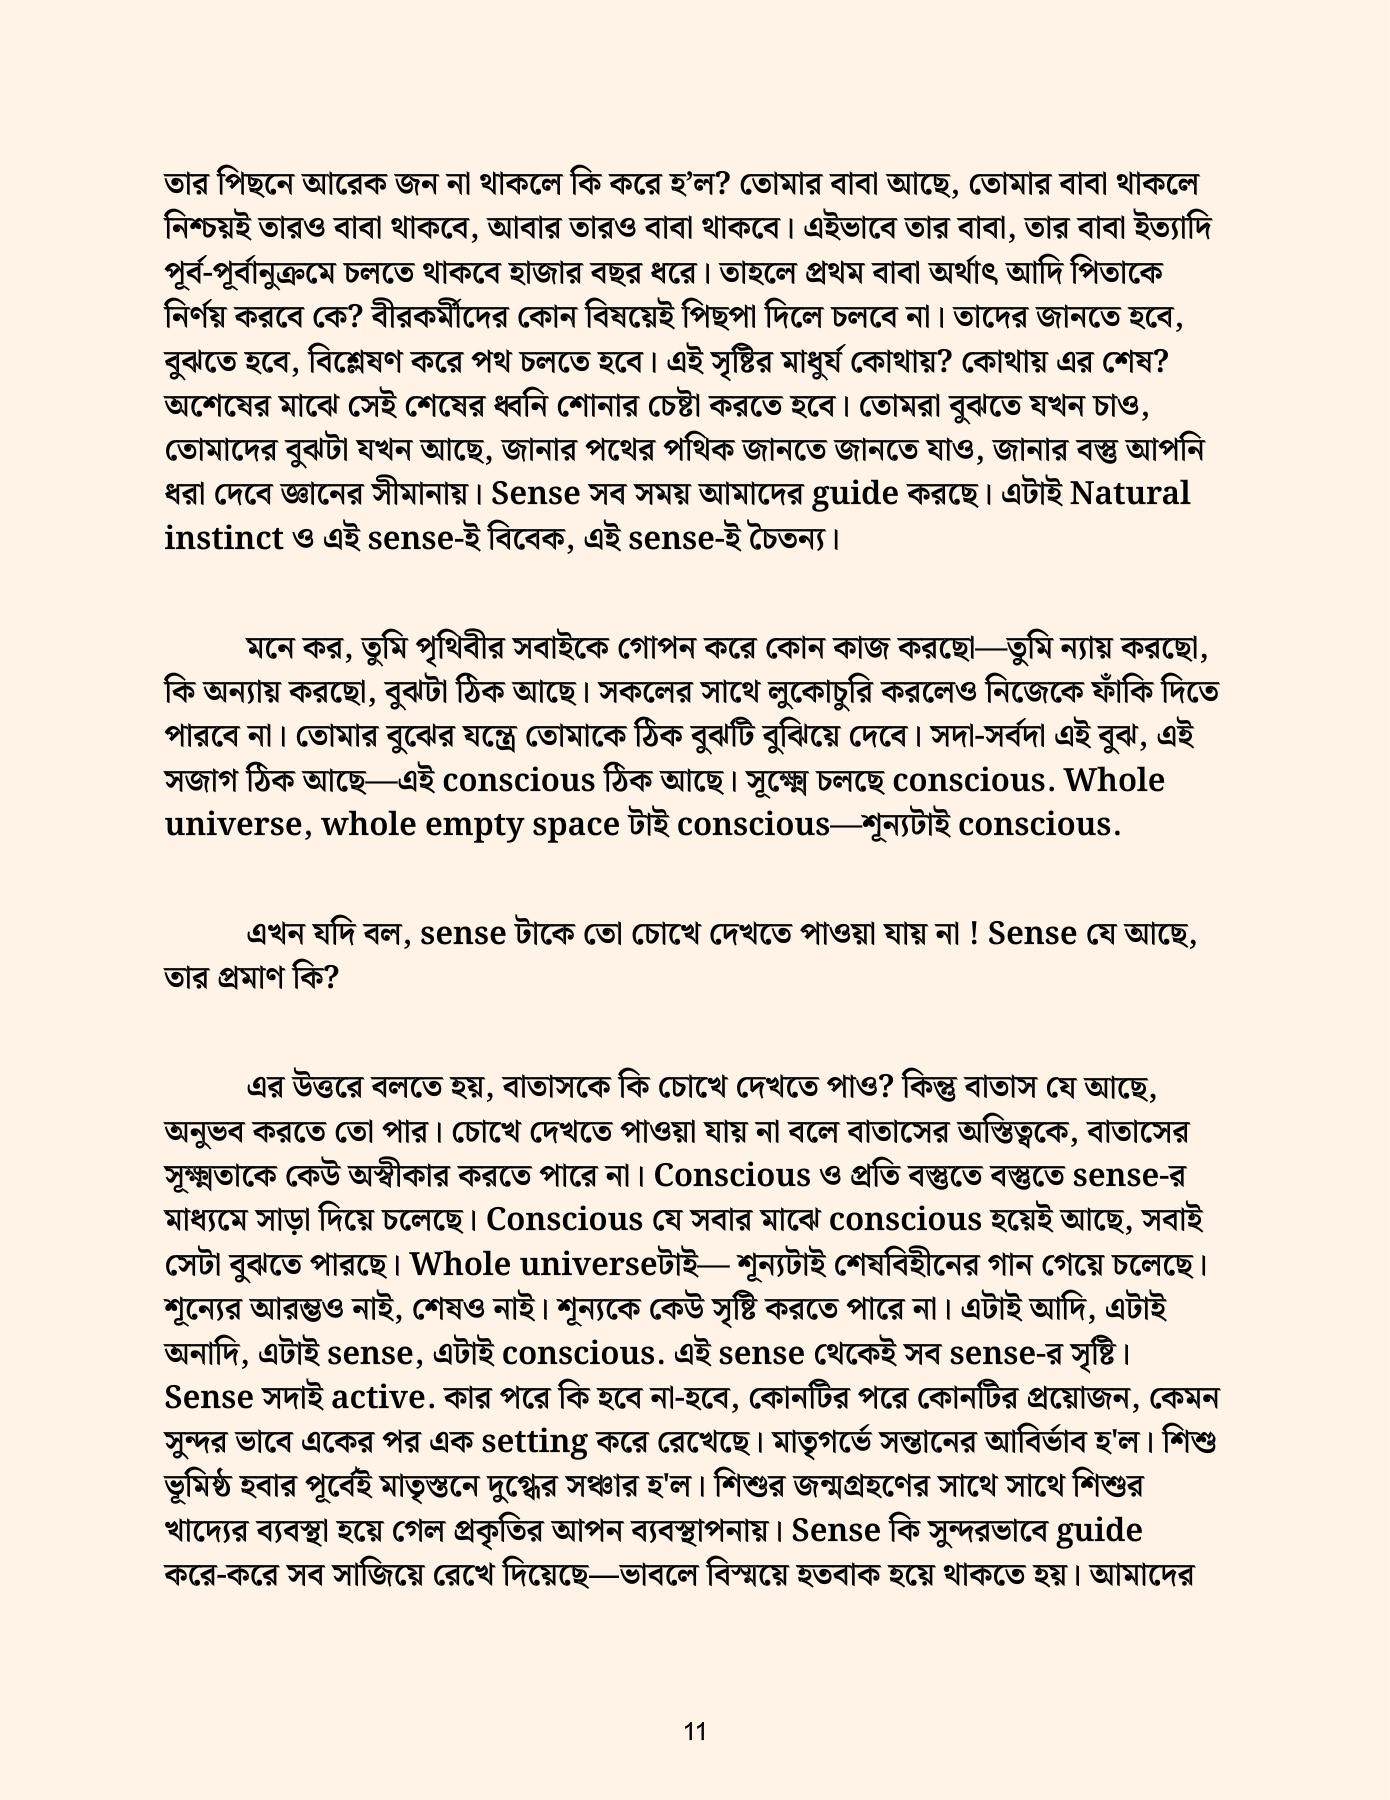 তার পিছনে আরেক জন না থাকলে কি করে হ’ল? তোমার বাবা আছে, তোমার বাবা থাকলে
নিশ্চয়ই তারও বাবা থাকবে, আবার তারও বাবা থাকবে। এইভাবে তার বাবা, তার বাবা ইত্যাদি
পূর্ব-পূর্বানুক্রমে চলতে থাকবে হাজার বছর ধরে। তাহলে প্রথম বাবা অর্থাৎ আদি পিতাকে
নির্ণয় করবে কে? বীরকর্মীদের কোন বিষয়েই পিছপা দিলে চলবে না। তাদের জানতে হবে,
বুঝতে হবে, বিশ্লেষণ করে পথ চলতে হবে। এই সৃষ্টির মাধুর্য কোথায়? কোথায় এর শেষ?
অশেষের মাঝে সেই শেষের ধ্বনি শোনার চেষ্টা করতে হবে। তোমরা বুঝতে যখন চাও,
তোমাদের বুঝটা যখন আছে, জানার পথের পথিক জানতে জানতে যাও, জানার বস্তু আপনি
ধরা দেবে জ্ঞানের সীমানায়। Sense সব সময় আমাদের guide করছে। এটাই Natural
instinct ও এই sense-ই বিবেক, এই sense-ই চৈতন্য।
মনে কর, তুমি পৃথিবীর সবাইকে গোপন করে কোন কাজ করছো—তুমি ন্যায় করছো,
কি অন্যায় করছো, বুঝটা ঠিক আছে। সকলের সাথে লুকোচুরি করলেও নিজেকে ফাঁকি দিতে
পারবে না। তোমার বুঝের যন্ত্রে তোমাকে ঠিক বুঝটি বুঝিয়ে দেবে। সদা-সর্বদা এই বুঝ, এই
সজাগ ঠিক আছে—এই conscious ঠিক আছে। সূক্ষ্মে চলছে conscious. Whole
universe, whole empty space টাই conscious—শূন্যটাই conscious.
এখন যদি বল, sense টাকে তো চোখে দেখতে পাওয়া যায় না ! Sense যে আছে,
তার প্রমাণ কি?
এর উত্তরে বলতে হয়, বাতাসকে কি চোখে দেখতে পাও? কিন্তু বাতাস যে আছে,
অনুভব করতে তো পার। চোখে দেখতে পাওয়া যায় না বলে বাতাসের অস্তিত্বকে, বাতাসের
সূক্ষ্মতাকে কেউ অস্বীকার করতে পারে না। Conscious ও প্রতি বস্তুতে বস্তুতে sense-র
মাধ্যমে সাড়া দিয়ে চলেছে। Conscious যে সবার মাঝে conscious হয়েই আছে, সবাই
সেটা বুঝতে পারছে। Whole universeটাই— শূন্যটাই শেষবিহীনের গান গেয়ে চলেছে।
শূন্যের আরম্ভও নাই, শেষও নাই। শূন্যকে কেউ সৃষ্টি করতে পারে না। এটাই আদি, এটাই
অনাদি, এটাই sense, এটাই conscious. এই sense থেকেই সব sense-র সৃষ্টি।
Sense সদাই active. কার পরে কি হবে না-হবে, কোনটির পরে কোনটির প্রয়োজন, কেমন
সুন্দর ভাবে একের পর এক setting করে রেখেছে। মাতৃগর্ভে সন্তানের আবির্ভাব হ'ল। শিশু
ভূমিষ্ঠ হবার পূর্বেই মাতৃস্তনে দুগ্ধের সঞ্চার হ'ল। শিশুর জন্মগ্রহণের সাথে সাথে শিশুর
খাদ্যের ব্যবস্থা হয়ে গেল প্রকৃতির আপন ব্যবস্থাপনায়। Sense কি সুন্দরভাবে guide
করে-করে সব সাজিয়ে রেখে দিয়েছে—ভাবলে বিস্ময়ে হতবাক হয়ে থাকতে হয়। আমাদের
11